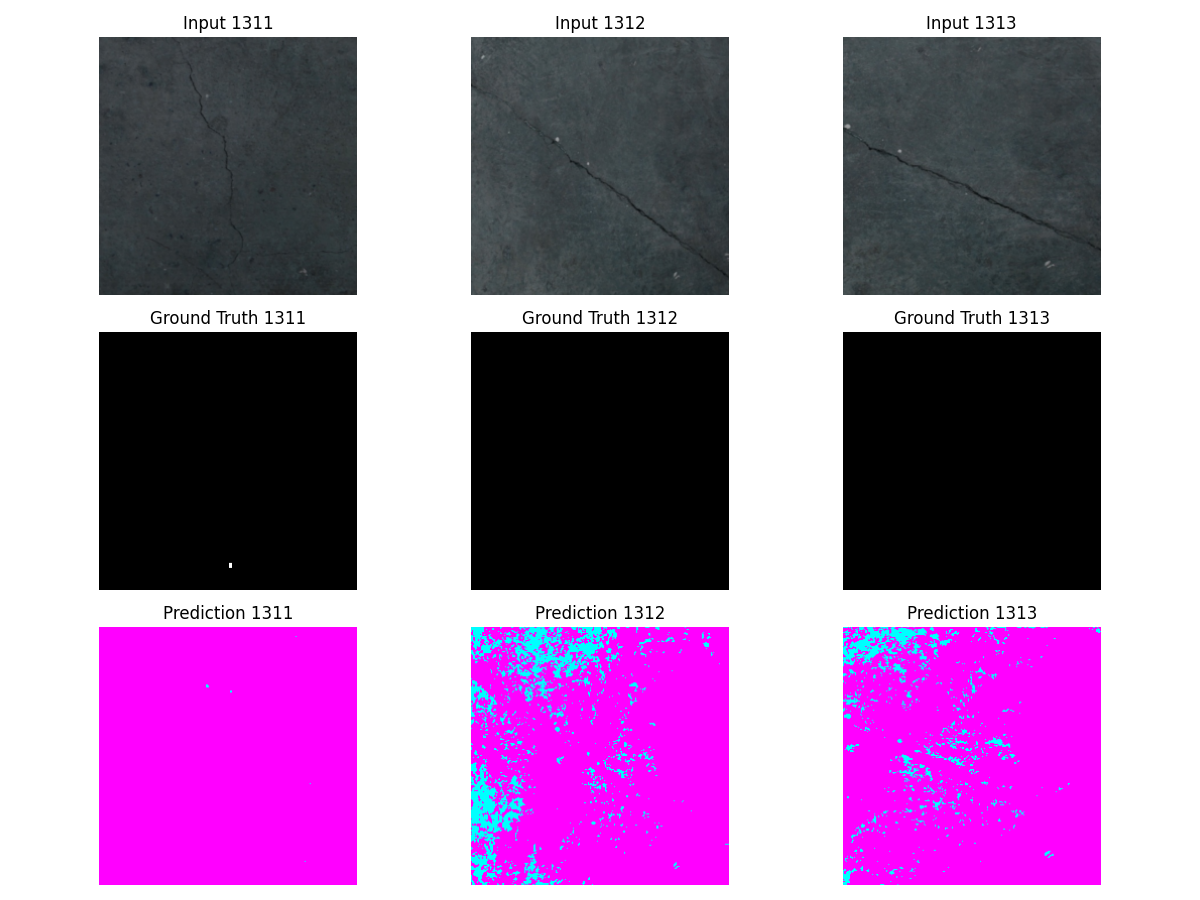 Input 1311
Input 1312
Input 1313
Ground Truth 1311
Ground Truth 1312
Ground Truth 1313
Prediction 1311
Prediction 1312
Prediction 1313